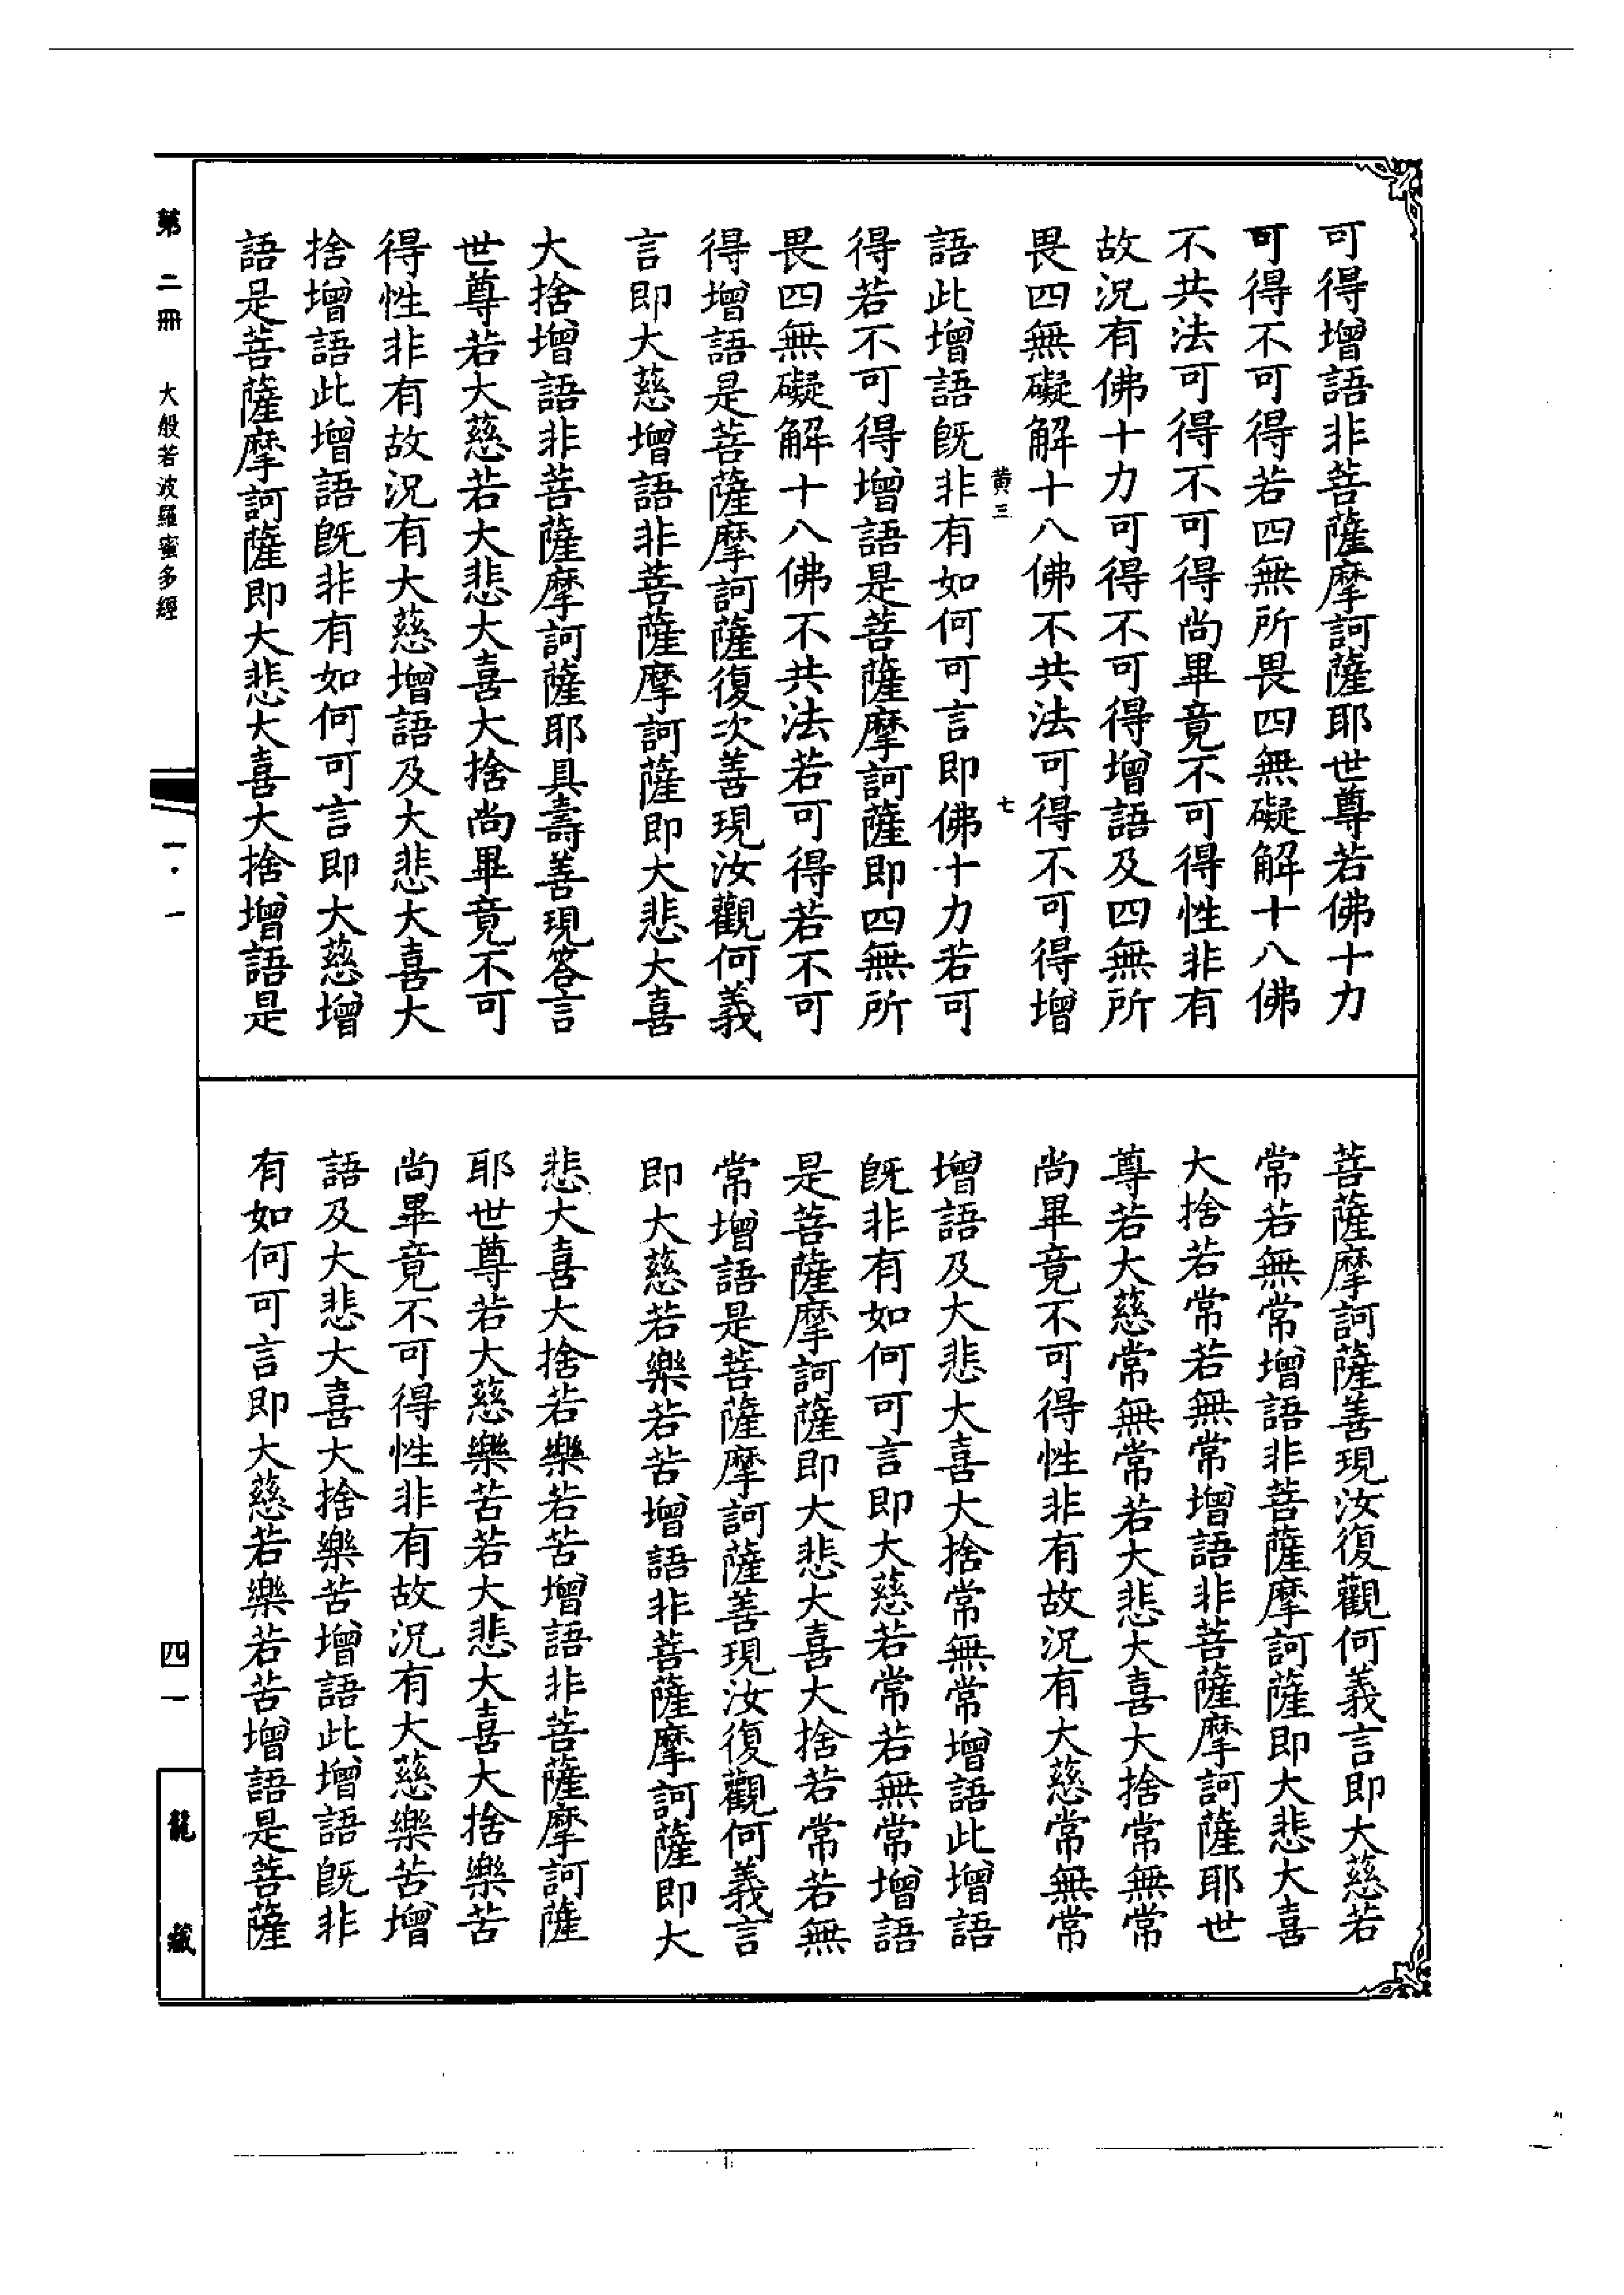 可得增語非菩薩摩訶薩耶世尊若佛十力
可得不可得若四無所畏四無礙解十八佛
不共法可得不可得尚畢竟不可得性非有
故況有佛十力可得不可得增語及四無所
畏四無礙解十八佛不共法可得不可得增
黄三 七
語此增語既非有如何可言即佛十力若可
得若不可得增語是菩薩摩訶薩即四無所
畏四無礙解十八佛不共法若可得若不可
得增語是菩薩摩訶薩復次善現汝觀何義
言即大慈增語非菩薩摩訶薩即大悲大喜
大捨增語非菩薩摩訶薩耶具壽善現答言
世尊若大慈若大悲大喜大捨尚畢竟不可
得性非有故況有大慈增語及大悲大喜大
捨增語此增語既非有如何可言即大慈增
語是菩薩摩訶薩即大悲大喜大捨增語是
菩薩摩訶薩善現汝復觀何義言即大慈若
常若無常增語非菩薩摩訶薩即大悲大喜
大捨若常若無常增語非菩薩摩訶薩耶世
尊若大慈常無常若大悲大喜大捨常無常
尚畢竟不可得性非有故況有大慈常無常
增語及大悲大喜大捨常無常增語此增語
既非有如何可言即大慈若常若無常增語
是菩薩摩訶薩即大悲大喜大捨若常若無
常增語是菩薩摩訶薩善現汝復觀何義言
即大慈若樂若苦增語非菩薩摩訶薩即大
悲大喜大捨若樂若苦增語非菩薩摩訶薩
耶世尊若大慈樂苦若大悲大喜大捨樂苦
尚畢竟不可得性非有故況有大慈樂苦增
語及大悲大喜大捨樂苦增語此增語既非
有如何可言即大慈若樂若苦增語是菩薩
第二冊 大般若波羅蜜多經 一·一 四一 龍藏